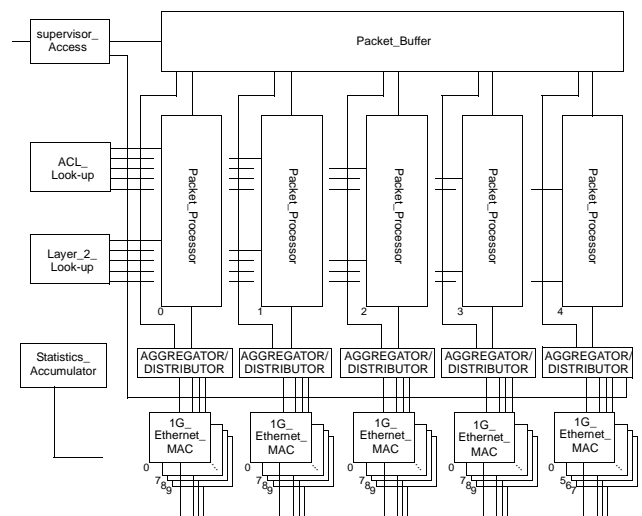 supervisor_
Access
Packet_Buffer
ACL_
Look-up
Layer_2_
Look-up
Packet_Processor
Packet_Processor
Packet_Processor
Packet_Processor
Packet_Processor
0
1
2
3
4
Statistics_
Accumulator
AGGREGATOR/
DISTRIBUTOR
AGGREGATOR/
DISTRIBUTOR
AGGREGATOR/
DISTRIBUTOR
AGGREGATOR/
DISTRIBUTOR
AGGREGATOR/
DISTRIBUTOR
1G_
Ethernet_
MAC
0
7
8
9
1G_
Ethernet_
MAC
0
7
8
9
1G_
Ethernet_
MAC
0
7
8
9
1G_
Ethernet_
MAC
0
7
8
9
1G_
Ethernet_
MAC
0
5
6
7